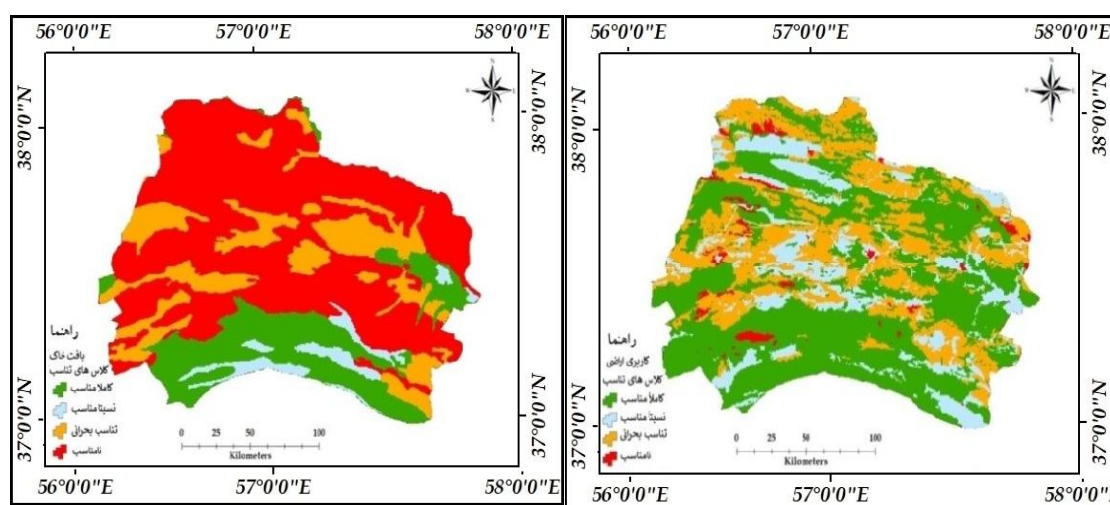 56°0'0"E 57°0'0"E 58°0'0"E
38°0'0"N
38°0'0"N
37°0'0"N
37°0'0"N
راهنما
بافت خاک
کلاس های تناسب
کاملا مناسب
نسبتا مناسب
تناسب بحرانی
نامناسب
0 25 50 100
Kilometers
56°0'0"E 57°0'0"E 58°0'0"E
56°0'0"E 57°0'0"E 58°0'0"E
38°0'0"N
38°0'0"N
37°0'0"N
37°0'0"N
راهنما
کاربری اراضی
کلاس های تناسب
کاملاً مناسب
نسبتاً مناسب
تناسب بحرانی
نامناسب
0 25 50 100
Kilometers
56°0'0"E 57°0'0"E 58°0'0"E